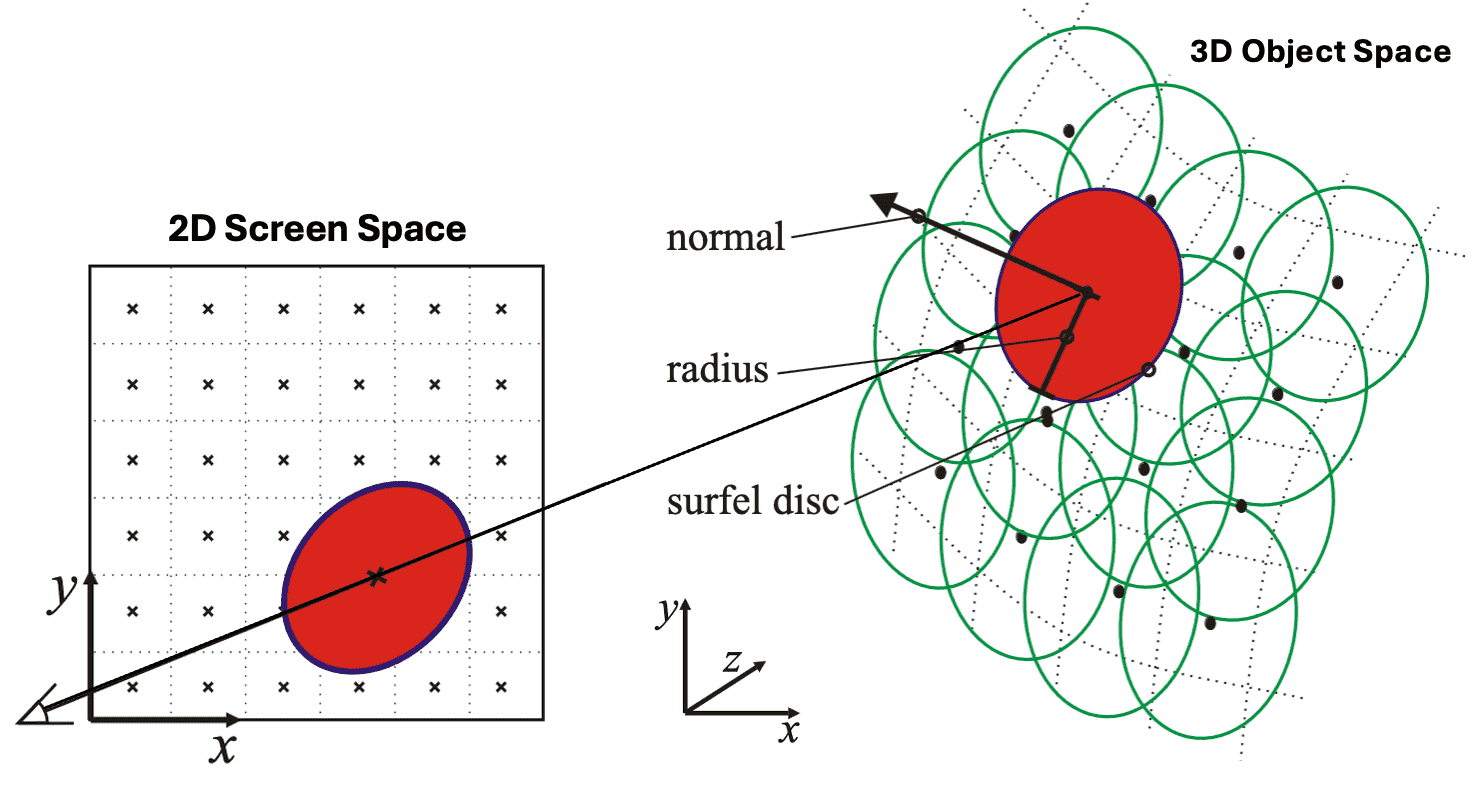 3D Object Space
2D Screen Space
normal
radius
surfel disc
y
x
y
z
x